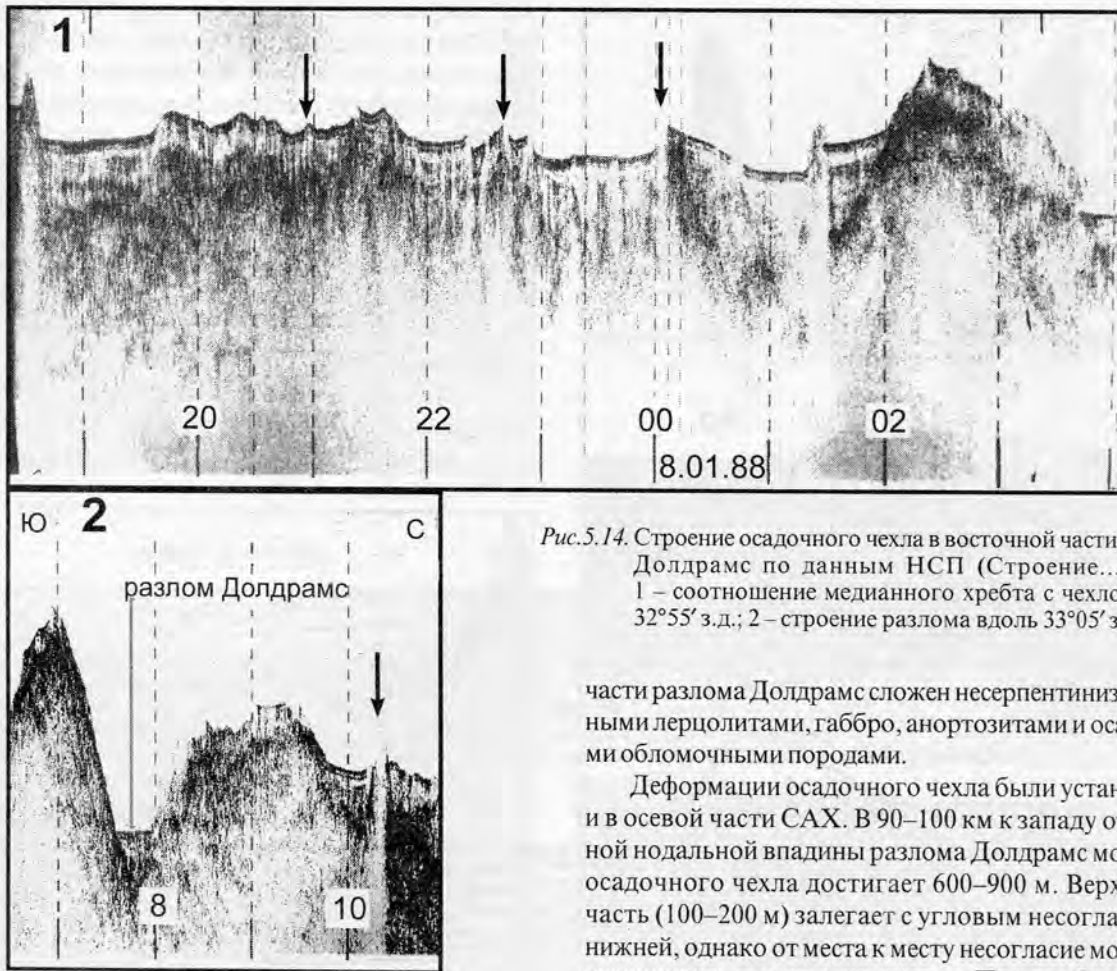 1
20 22 00 02
8.01.88
Ю 2 С
разлом Долдрамс
8 10
Рис.5.14. Строение осадочного чехла в восточной части
Долдрамс по данным НСП (Строение...
1 – соотношение медианного хребта с чехло
32°55′ з.д.; 2 – строение разлома вдоль 33°05′ з
части разлома Долдрамс сложен несерпентиниз
ными лерцолитами, габбро, анортозитами и оса
ми обломочными породами.
Деформации осадочного чехла были устан
и в осевой части САХ. В 90–100 км к западу о
ной нодальной впадины разлома Долдрамс мо
осадочного чехла достигает 600–900 м. Верх
часть (100–200 м) залегает с угловым несогла
нижней, однако от места к месту несогласие мо